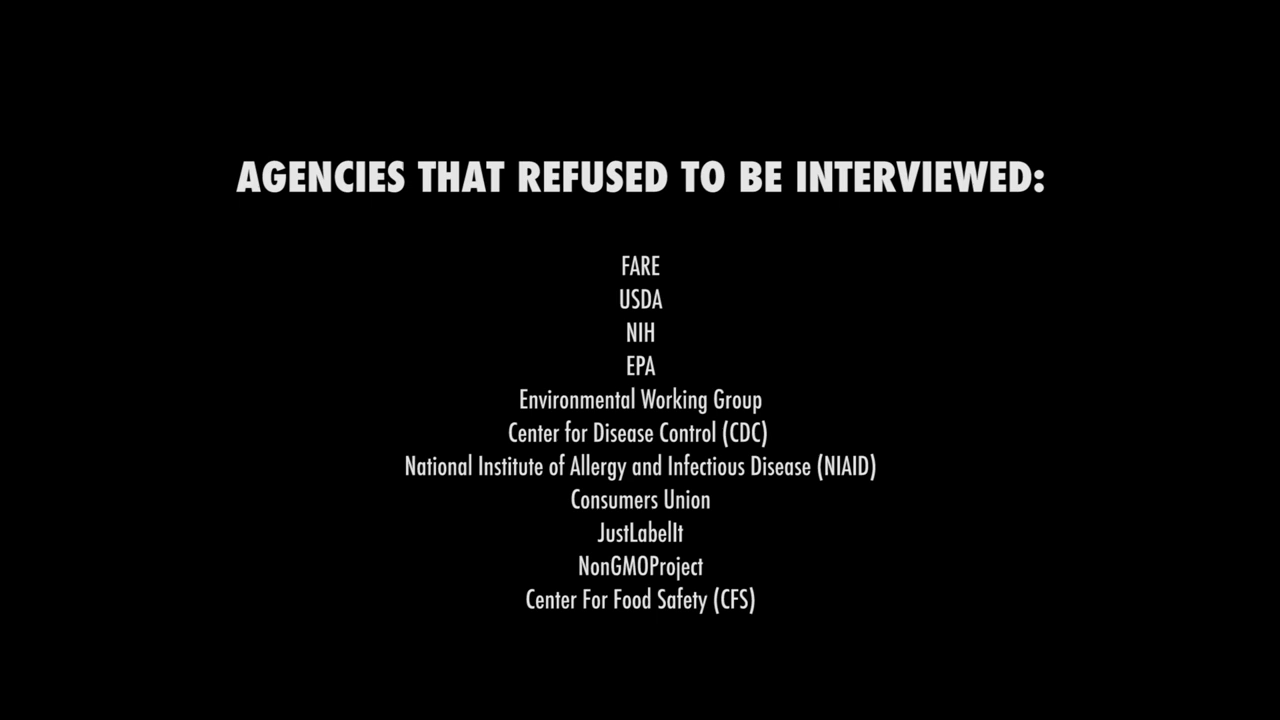 AGENCIES THAT REFUSED TO BE INTERVIEWED:
FARE
USDA
NIH
EPA
Environmental Working Group
Center for Disease Control (CDC)
National Institute of Allergy and Infectious Disease (NIAID)
Consumers Union
JustLabelIt
NonGMOProject
Center For Food Safety (CFS)